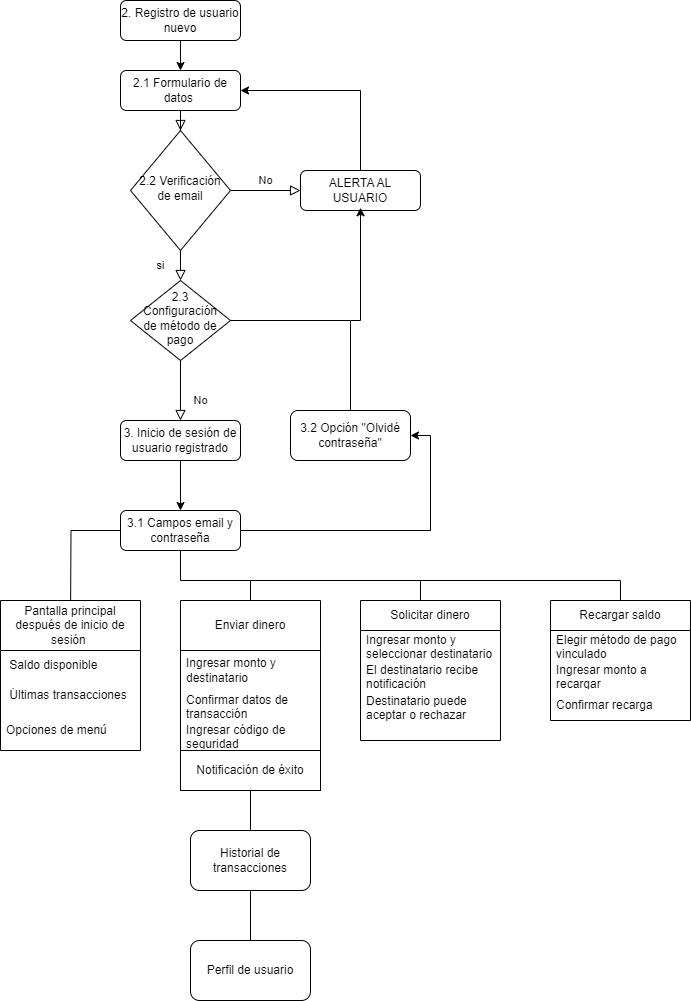 2. Registro de usuario
nuevo
2.1 Formulario de
datos
2.2 Verificación
de email
No
ALERTA AL
USUARIO
si
2.3
Configuración
de método de
pago
No
3. Inicio de sesión de
usuario registrado
3.2 Opción "Olvidé
contraseña"
3.1 Campos email y
contraseña
Pantalla principal
después de inicio de
sesión
Saldo disponible
Últimas transacciones
Opciones de menú
Enviar dinero
Ingresar monto y
destinatario
Confirmar datos de
transacción
Ingresar código de
seguridad
Notificación de éxito
Solicitar dinero
Ingresar monto y
seleccionar destinatario
El destinatario recibe
notificación
Destinatario puede
aceptar o rechazar
Recargar saldo
Elegir método de pago
vinculado
Ingresar monto a
recargar
Confirmar recarga
Historial de
transacciones
Perfil de usuario